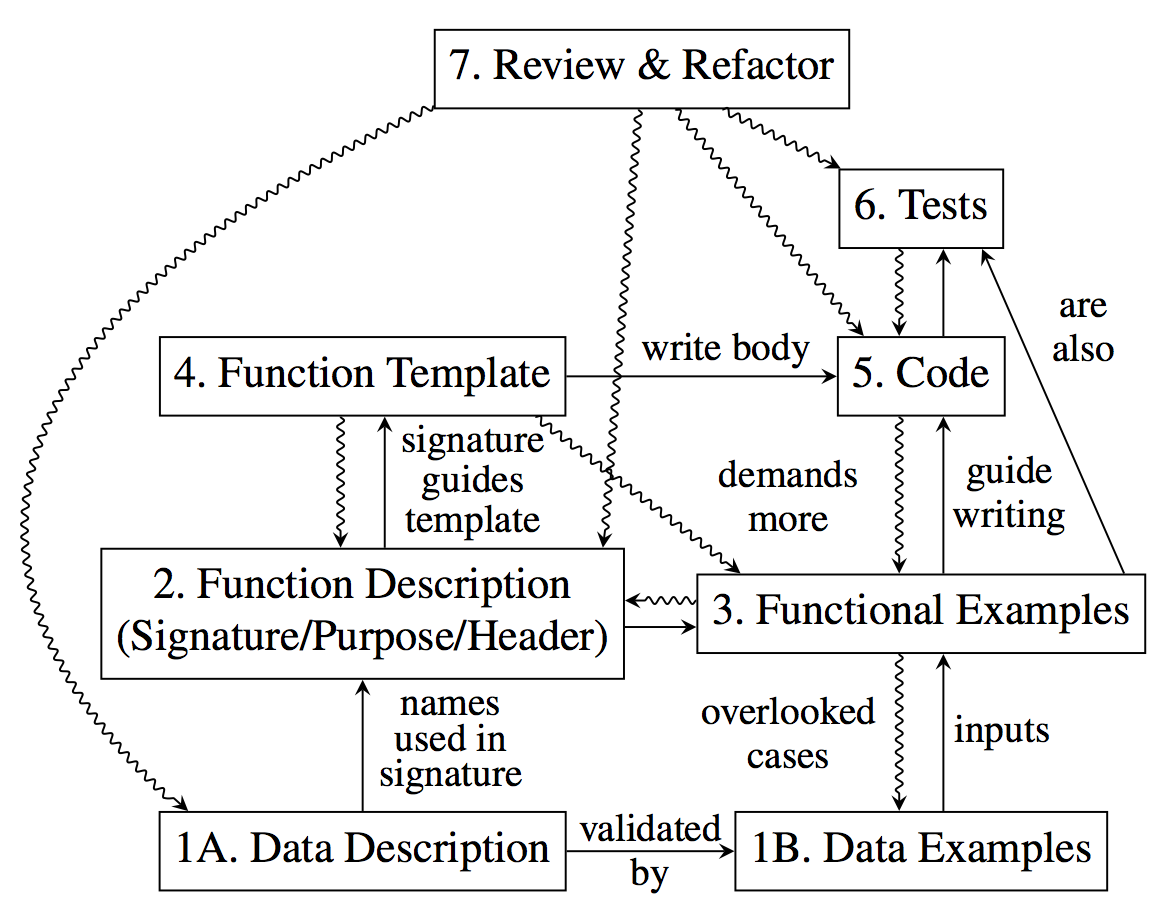 7. Review & Refactor
6. Tests
are
also
4. Function Template
write body
5. Code
signature
guides
template
demands
more
guide
writing
2. Function Description
(Signature/Purpose/Header)
3. Functional Examples
names
used in
signature
overlooked
cases
inputs
1A. Data Description
validated
by
1B. Data Examples